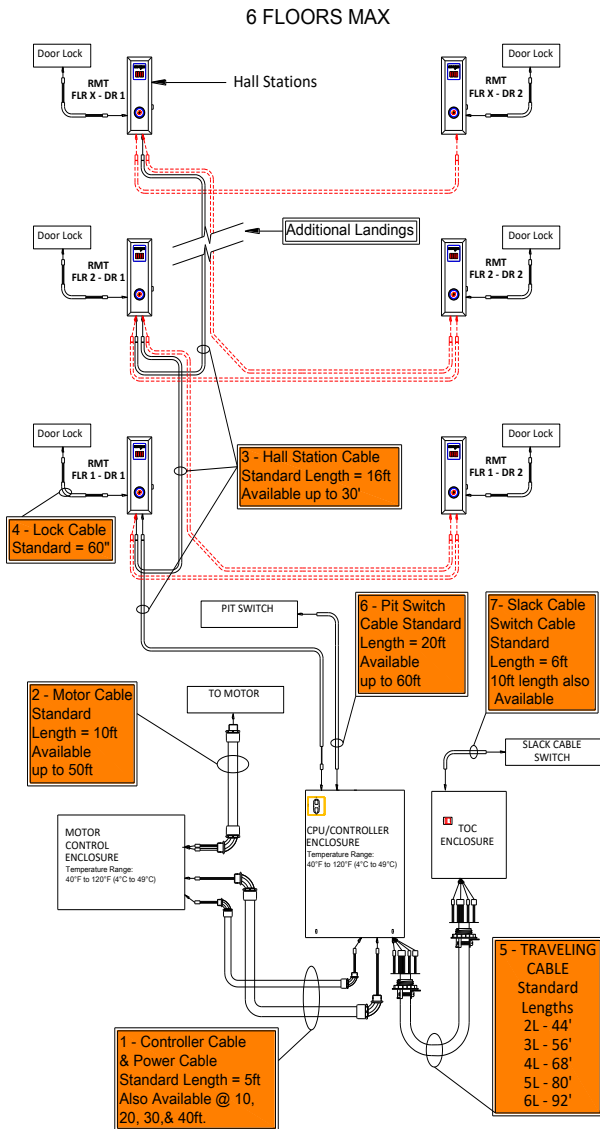 6 FLOORS MAX
Door Lock
RMT
FLR X - DR 1
Hall Stations
RMT
FLR X - DR 2
Door Lock
Additional Landings
Door Lock
RMT
FLR 2 - DR 1
RMT
FLR 2 - DR 2
Door Lock
Door Lock
RMT
FLR 1 - DR 1
3 - Hall Station Cable
Standard Length = 16ft
Available up to 30'
RMT
FLR 1 - DR 2
Door Lock
4 - Lock Cable
Standard = 60"
PIT SWITCH
6 - Pit Switch
Cable Standard
Length = 20ft
Available
up to 60ft
7- Slack Cable
Switch Cable
Standard
Length = 6ft
10ft length also
Available
2 - Motor Cable
Standard
Length = 10ft
Available
up to 50ft
TO MOTOR
SLACK CABLE
SWITCH
MOTOR
CONTROL
ENCLOSURE
Temperature Range:
40°F to 120°F (4°C to 49°C)
CPU/CONTROLLER
ENCLOSURE
Temperature Range:
40°F to 120°F (4°C to 49°C)
TOC
ENCLOSURE
1 - Controller Cable
& Power Cable
Standard Length = 5ft
Also Available @ 10,
20, 30,& 40ft.
5 - TRAVELING
CABLE
Standard
Lengths
2L - 44'
3L - 56'
4L - 68'
5L - 80'
6L - 92'